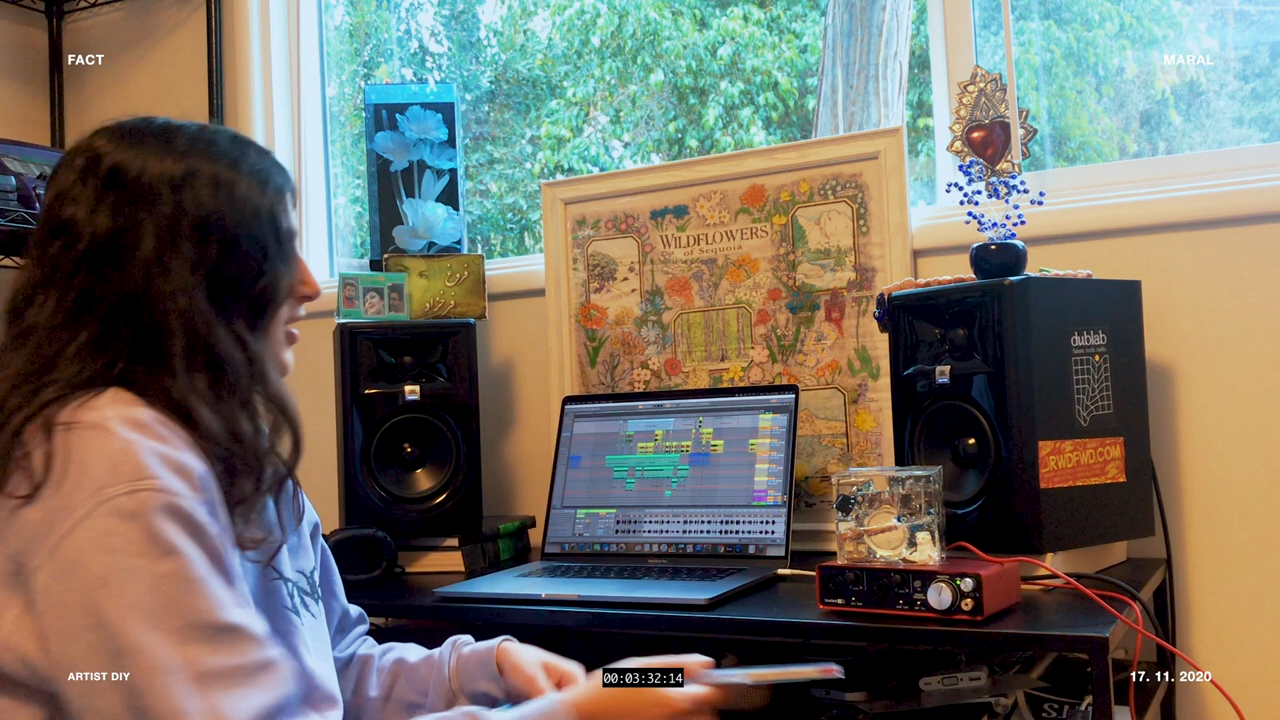 FACT
MARAL
WILDFLOWERS
of Sequoia
فروغ
فرخزاد
dublab
RWDFWD.COM
ARTIST DIY
00:03:32:14
17. 11. 2020